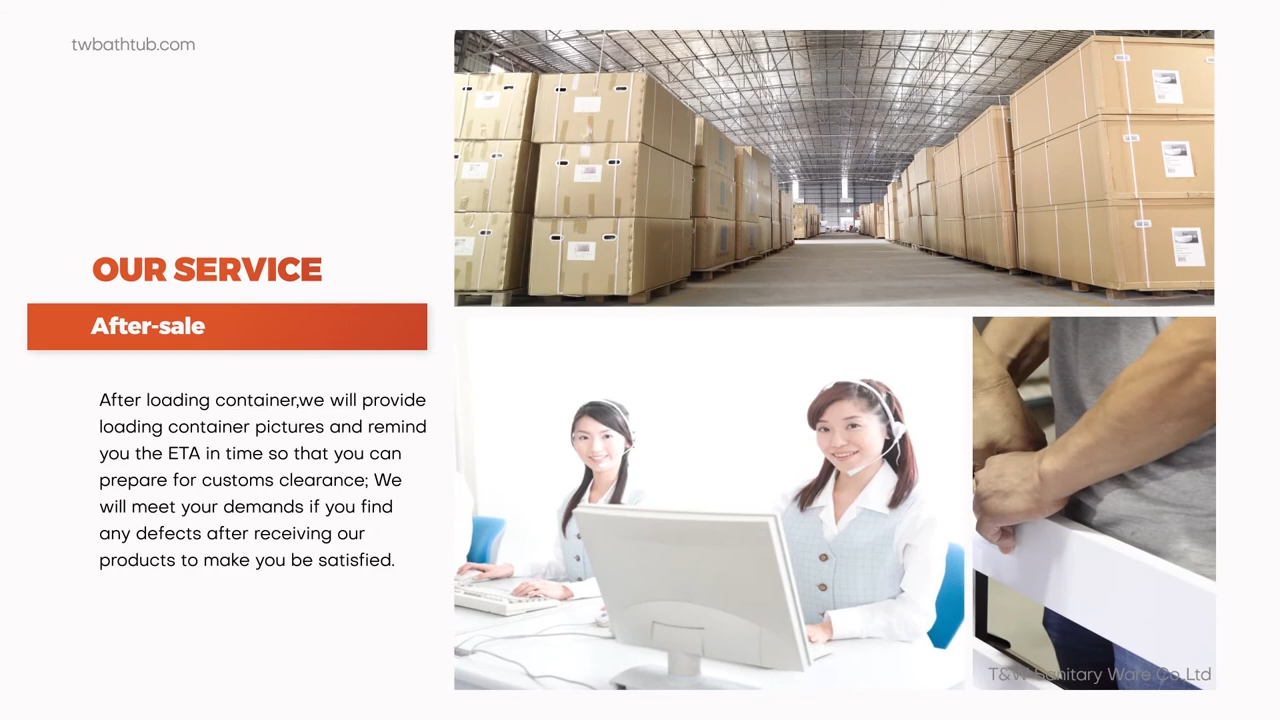 twbathtub.com
OUR SERVICE
After-sale
After loading container,we will provide
loading container pictures and remind
you the ETA in time so that you can
prepare for customs clearance; We
will meet your demands if you find
any defects after receiving our
products to make you be satisfied.
T&W Sanitary Ware Co.,Ltd